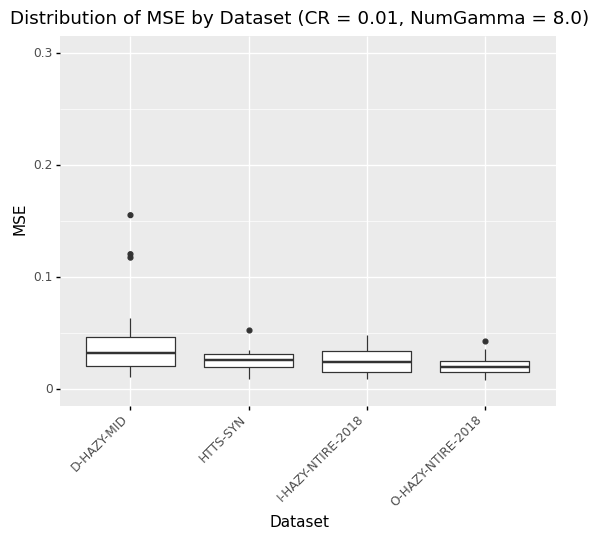 Distribution of MSE by Dataset (CR = 0.01, NumGamma = 8.0)
MSE
0.3
0.2
0.1
0
D-HAZY-MID
HTTS-SYN
I-HAZY-NTIRE-2018
O-HAZY-NTIRE-2018
Dataset